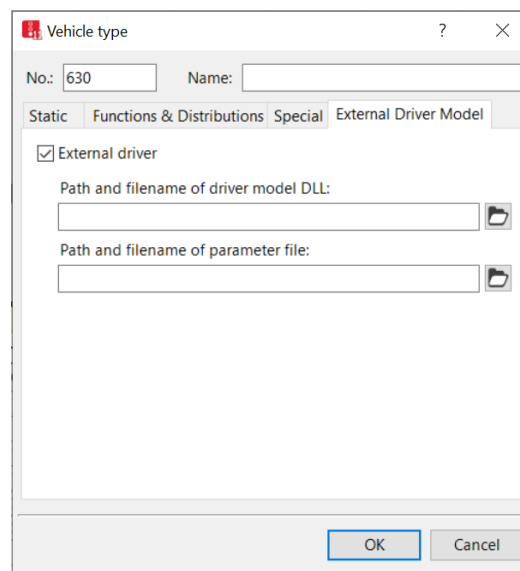 Vehicle type ?
No.: 630 Name:
Static Functions & Distributions Special External Driver Model
External driver
Path and filename of driver model DLL:
Path and filename of parameter file:
OK Cancel